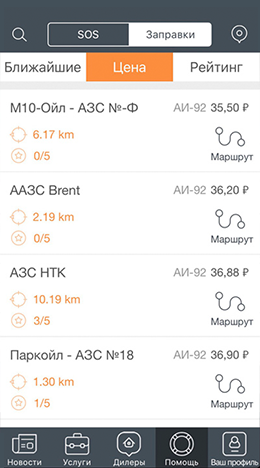 SOS Заправки
Ближайшие Цена Рейтинг
М10-Ойл - АЗС №-Ф АИ-92 35,50 ₽
6.17 km
0/5 Маршрут
ААЗС Brent АИ-92 36,20 ₽
2.19 km
0/5 Маршрут
АЗС НТК АИ-92 36,88 ₽
10.19 km
3/5 Маршрут
Паркойл - АЗС №18 АИ-92 36,90 ₽
1.30 km
1/5 Маршрут
Новости Услуги Дилеры Помощь Ваш профиль